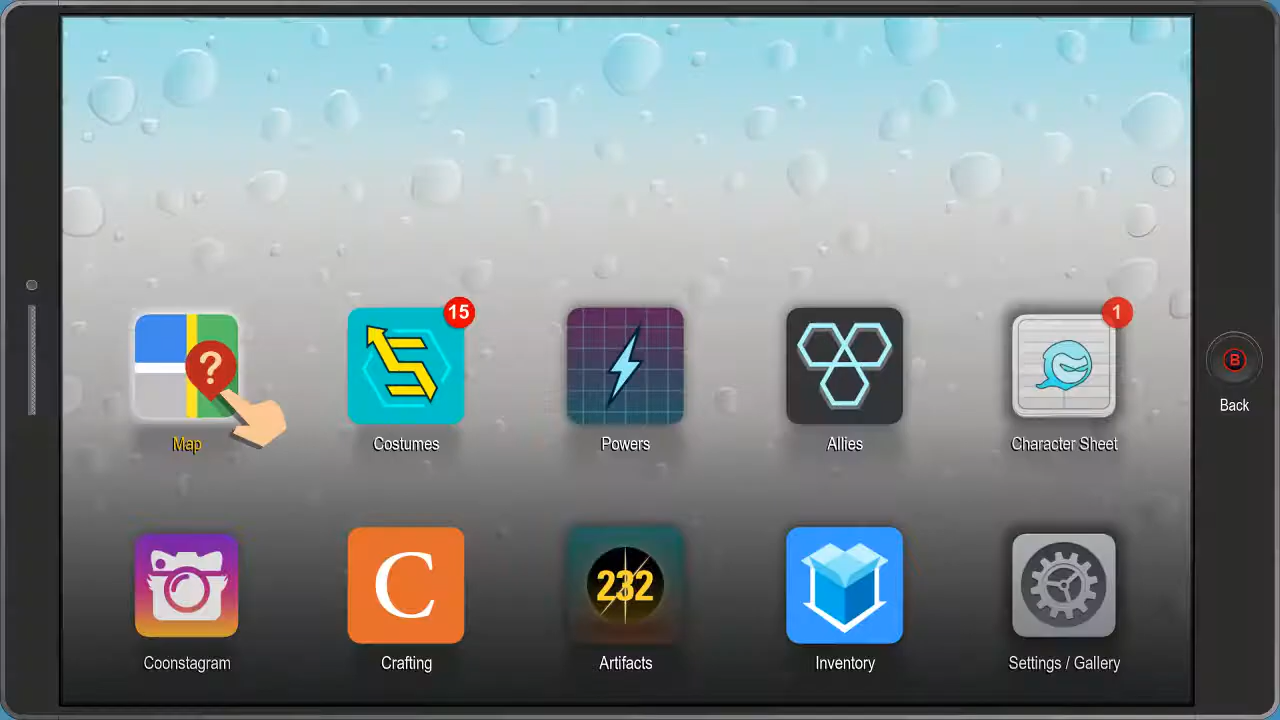 15
1
?
Map
Costumes
Powers
Allies
Character Sheet
B
Back
C
232
Coonstagram
Crafting
Artifacts
Inventory
Settings / Gallery